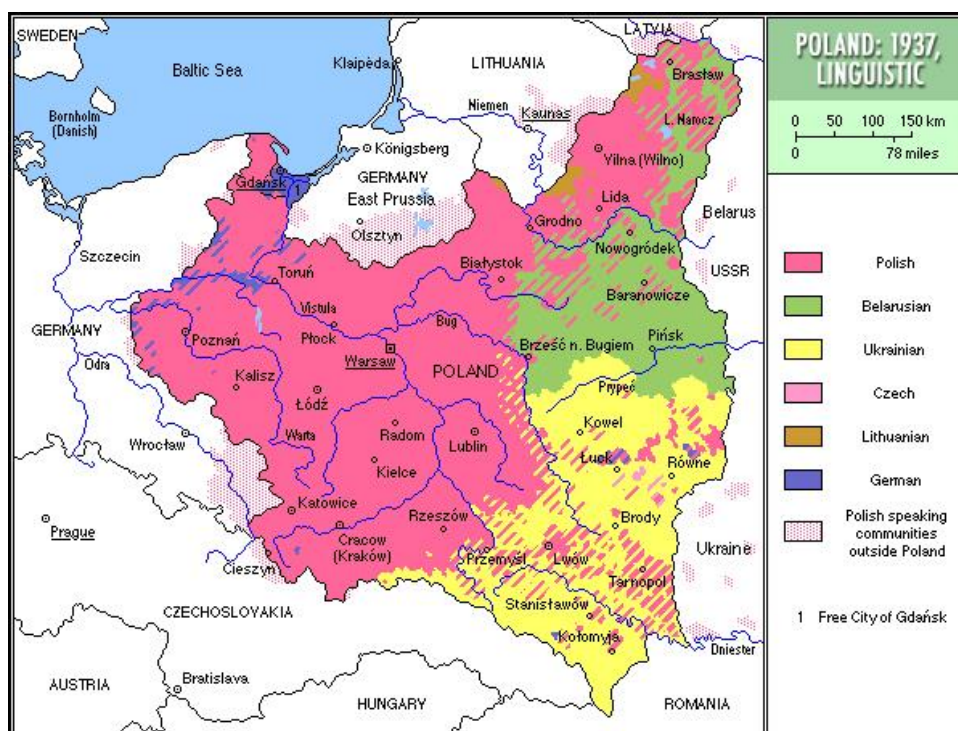 SWEDEN
LATVIA
Baltic Sea
Klaipėda
LITHUANIA
Brasław
Bornholm
(Danish)
Niemen
Kaunas
L. Narocz
Königsberg
Vilna (Wilno)
GERMANY
East Prussia
Gdańsk
1
Lida
Belarus
Olsztyn
Grodno
Nowogródek
Szczecin
Toruń
Białystok
USSR
Baranowicze
Vistula
GERMANY
Poznań
Płock
Bug
Pińsk
Odra
Warsaw
Brześć n. Bugiem
POLAND
Kalisz
Prypeć
Łódź
Kowel
Warta
Radom
Lublin
Wrocław
Łuck
Równe
Kielce
Katowice
Rzeszów
Brody
Prague
Cracow
(Kraków)
Ukraine
Cieszyn
Przemyśl
Lwów
Tarnopol
CZECHOSLOVAKIA
Stanisławów
Kołomyja
Dniester
AUSTRIA
Bratislava
HUNGARY
ROMANIA
POLAND: 1937,
LINGUISTIC
0 50 100 150 km
0 78 miles
Polish
Belarusian
Ukrainian
Czech
Lithuanian
German
Polish speaking
communities
outside Poland
1 Free City of Gdańsk